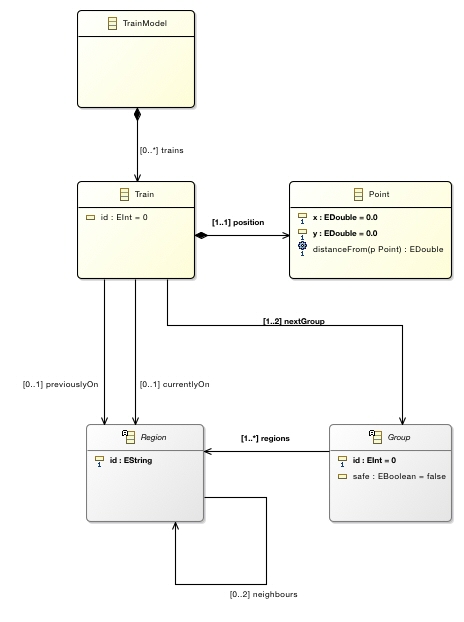 TrainModel
[0..*] trains
Train
id : EInt = 0
[1..1] position
Point
x : EDouble = 0.0
y : EDouble = 0.0
distanceFrom(p Point) : EDouble
[1..2] nextGroup
[0..1] previouslyOn
[0..1] currentlyOn
Region
id : EString
[1..*] regions
Group
id : EInt = 0
safe : EBoolean = false
[0..2] neighbours